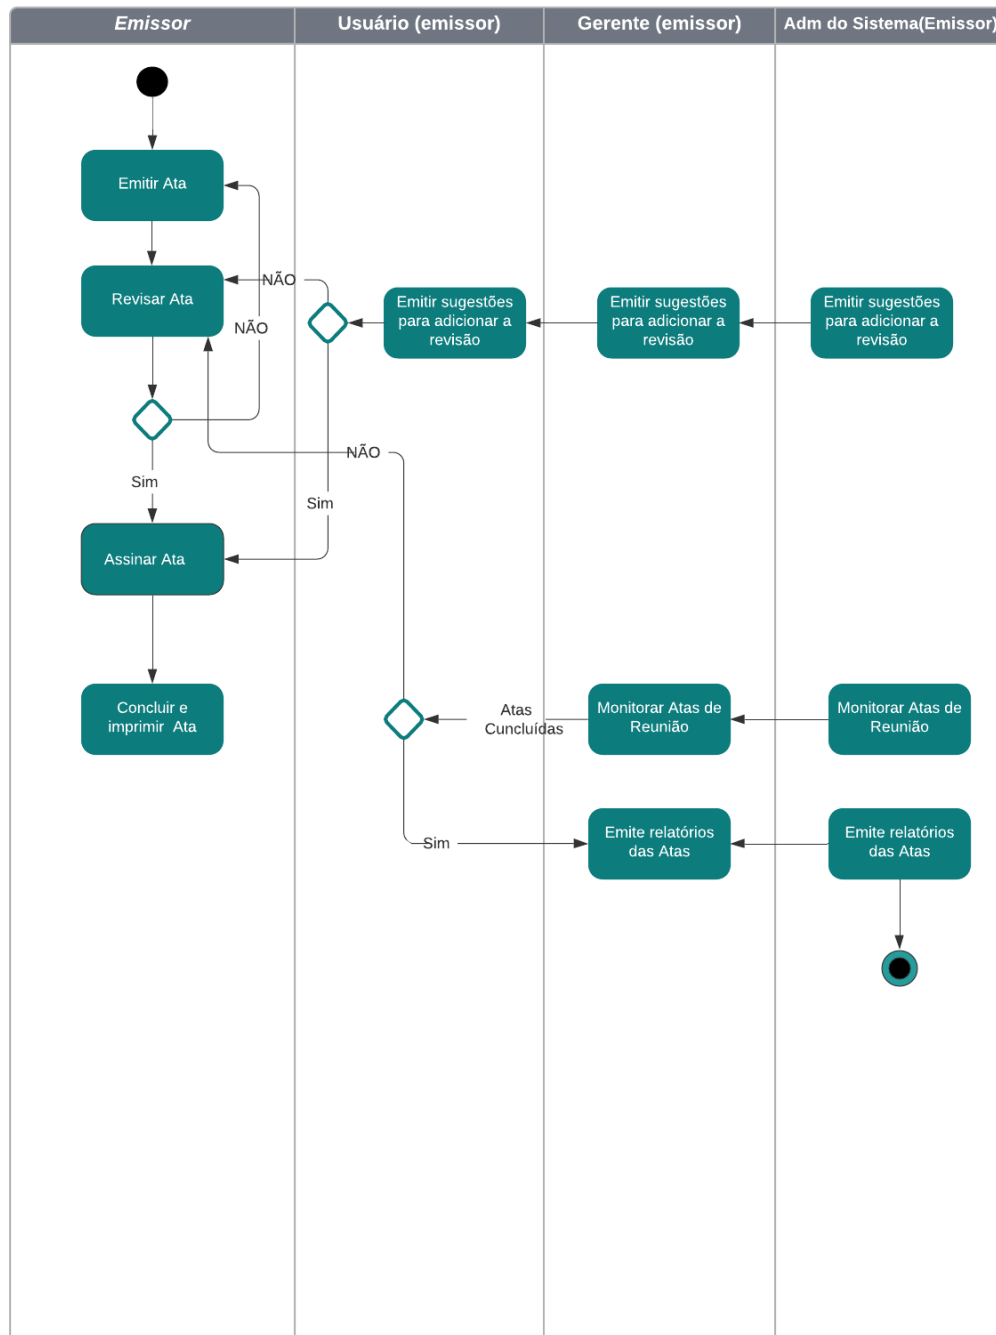 Emissor
Usuário (emissor)
Gerente (emissor)
Adm do Sistema(Emissor)
Emitir Ata
Revisar Ata
NÃO
NÃO
Emitir sugestões
para adicionar a
revisão
Emitir sugestões
para adicionar a
revisão
Emitir sugestões
para adicionar a
revisão
NÃO
Sim
Sim
Assinar Ata
Concluir e
imprimir Ata
Atas
Cuncluídas
Monitorar Atas de
Reunião
Monitorar Atas de
Reunião
Sim
Emite relatórios
das Atas
Emite relatórios
das Atas